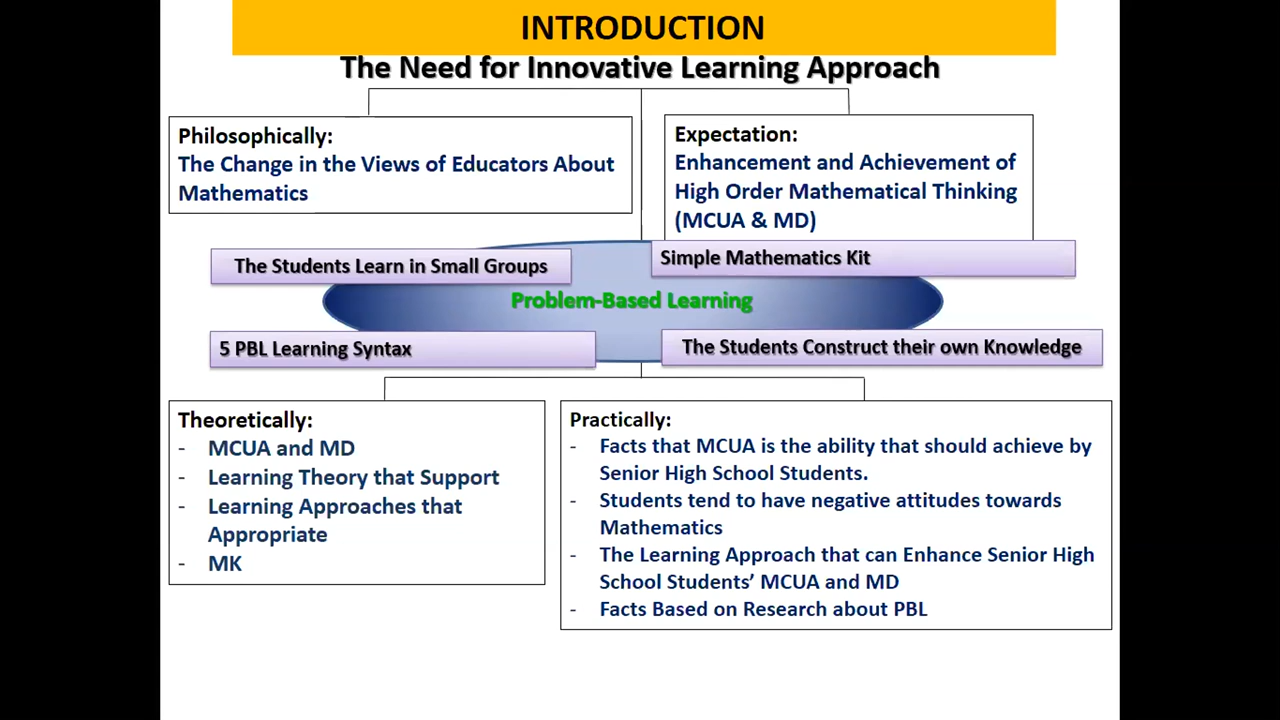 INTRODUCTION
The Need for Innovative Learning Approach
Philosophically:
The Change in the Views of Educators About
Mathematics
Expectation:
Enhancement and Achievement of
High Order Mathematical Thinking
(MCUA & MD)
The Students Learn in Small Groups
Simple Mathematics Kit
Problem-Based Learning
5 PBL Learning Syntax
The Students Construct their own Knowledge
Theoretically:
- MCUA and MD
- Learning Theory that Support
- Learning Approaches that
Appropriate
- MK
Practically:
- Facts that MCUA is the ability that should achieve by
Senior High School Students.
- Students tend to have negative attitudes towards
Mathematics
- The Learning Approach that can Enhance Senior High
School Students’ MCUA and MD
- Facts Based on Research about PBL